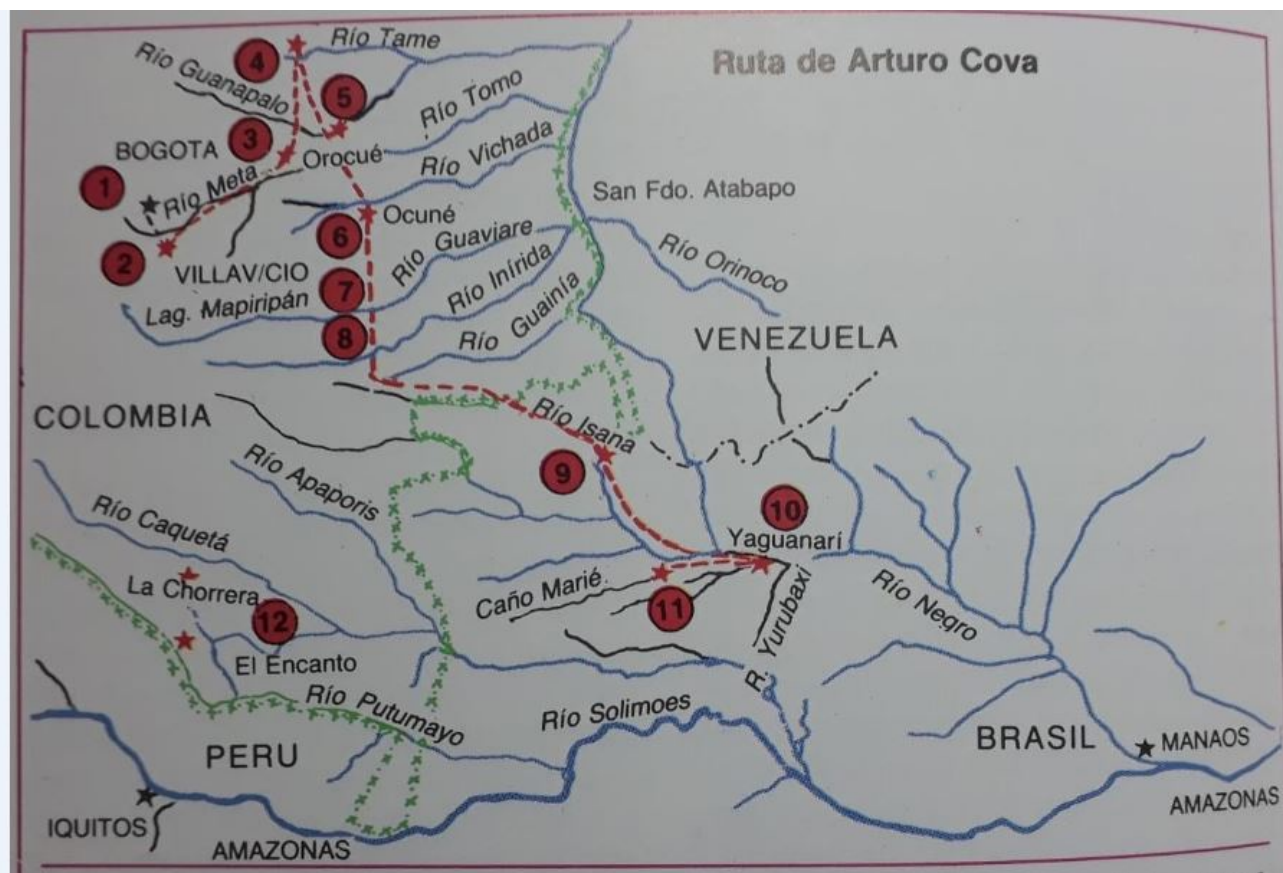 Ruta de Arturo Cova
Río Tame
4
Río Guanapalo
5
Río Tomo
3
BOGOTA
Orocué
Río Vichada
1
Río Meta
San Fdo. Atabapo
Ocuné
6
2
VILLAV/CIO
Río Guaviare
Río Orinoco
7
Lag. Mapiripán
Río Inírida
8
Río Guainía
VENEZUELA
COLOMBIA
Río Isana
9
Río Apaporis
10
Río Caquetá
Yaguanarí
La Chorrera
Caño Marié
11
12
Río Negro
El Encanto
R. Yurubaxi
Río Putumayo
Río Solimoes
PERU
BRASIL
MANAOS
IQUITOS
AMAZONAS
AMAZONAS